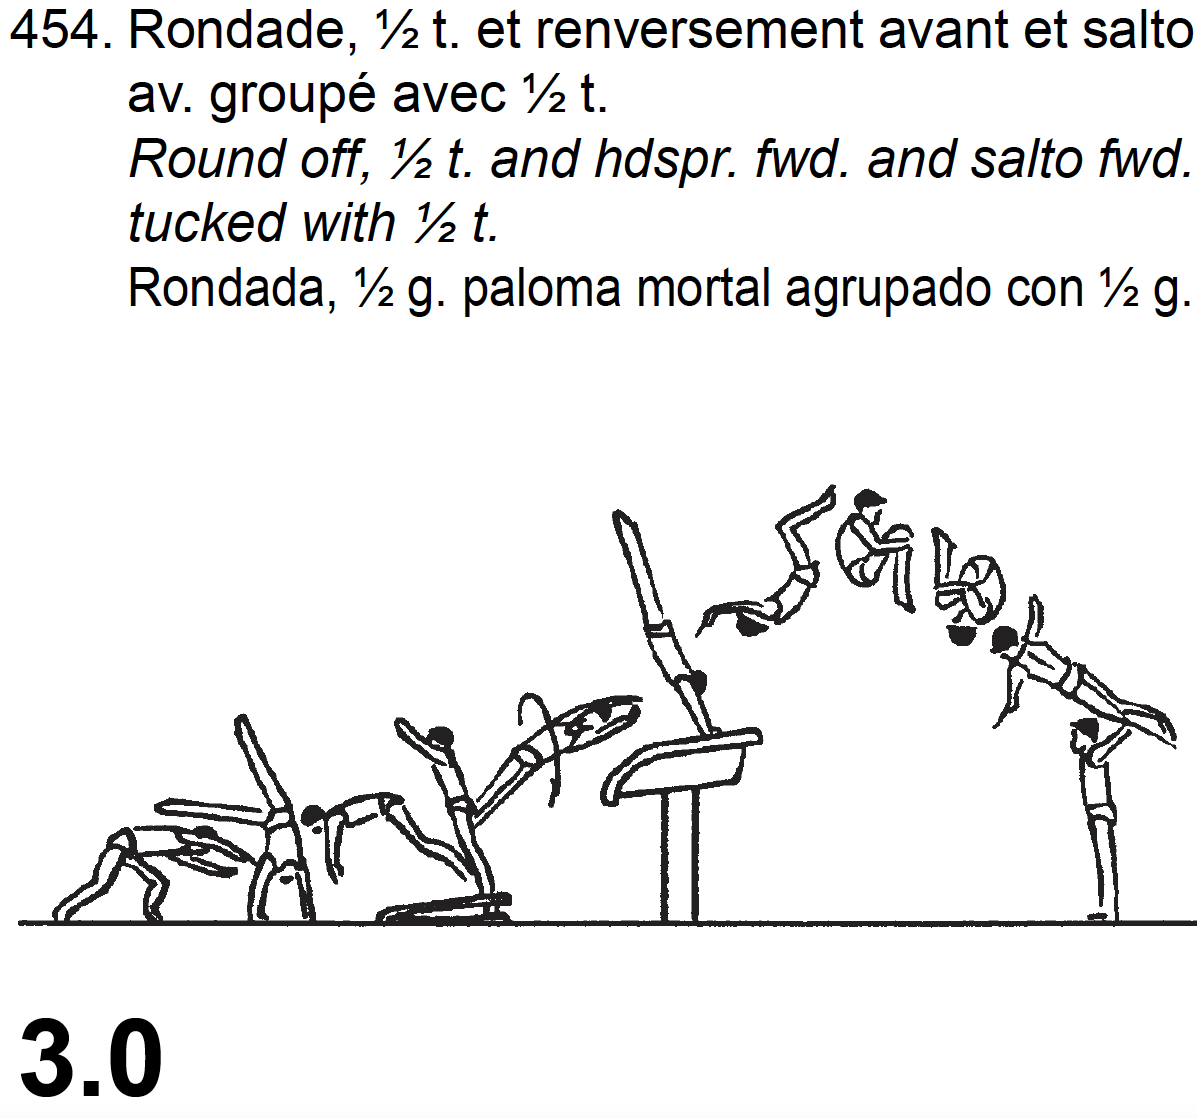 454. Rondade, ½ t. et renversement avant et salto
av. groupé avec ½ t.
Round off, ½ t. and hdspr. fwd. and salto fwd.
tucked with ½ t.
Rondada, ½ g. paloma mortal agrupado con ½ g.
3.0